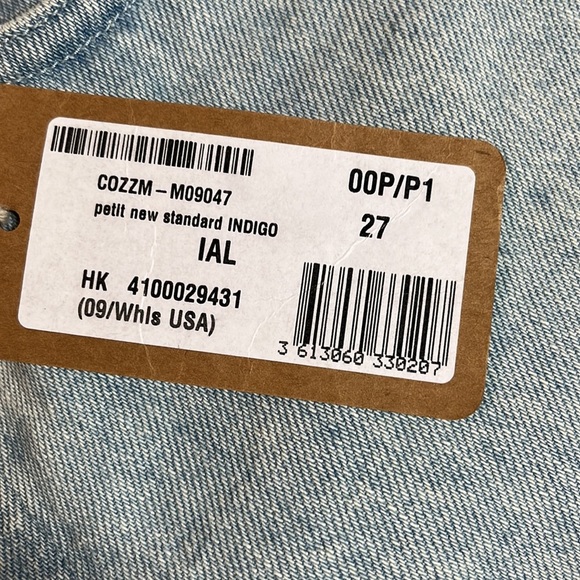 COZZM-M09047
petit new standard INDIGO
IAL
HK 4100029431
(09/Whls USA)
00P/P1
27
3 613060 330207